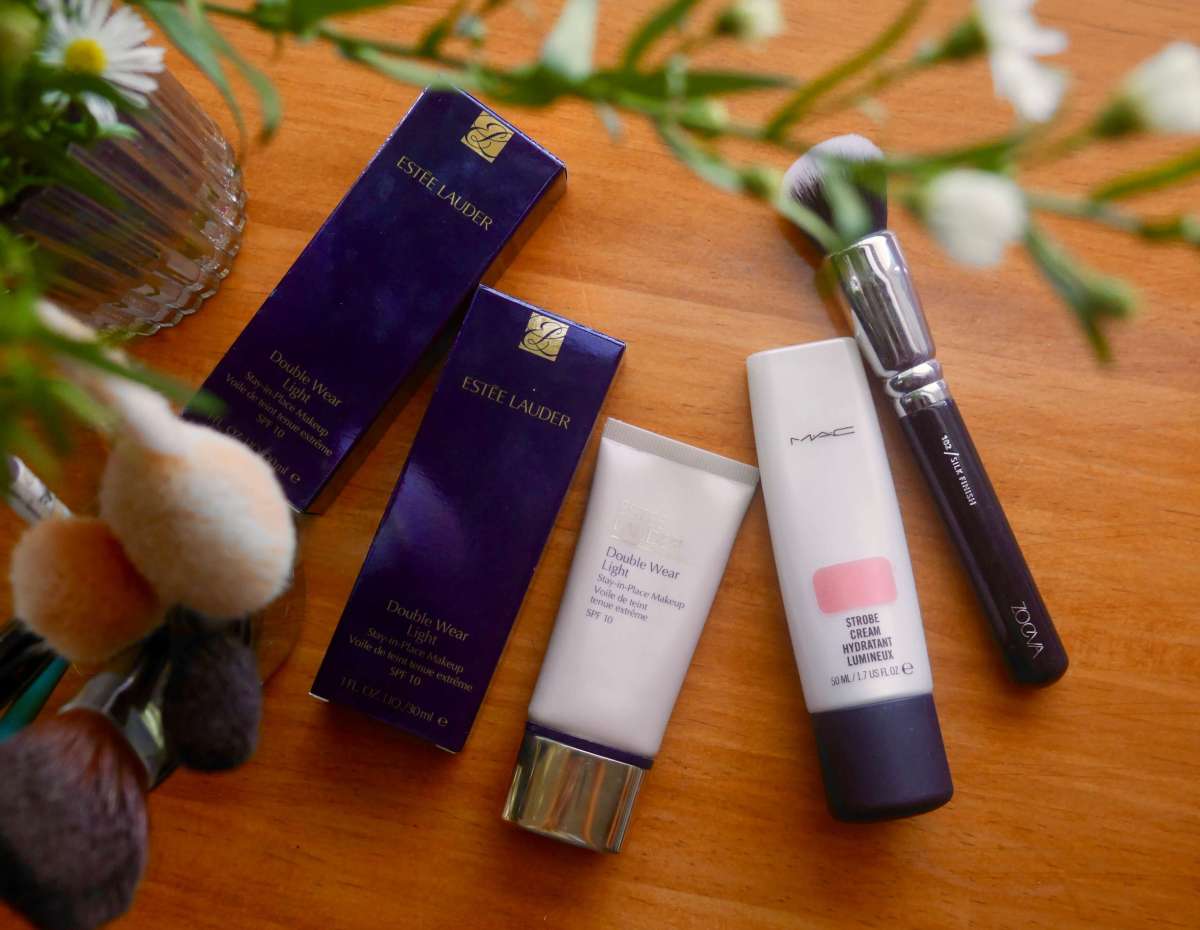 ESTĒE LAUDER
Double Wear
Light
Stay-in-Place Makeup
Voile de teint tenue extrême
SPF 10
ESTĒE LAUDER
Double Wear
Light
Stay-in-Place Makeup
Voile de teint tenue extrême
SPF 10
1 FL.OZ.LIQ./30ml e
ESTĒE
LAUDER
Double Wear
Light
Stay-in-Place Makeup
Voile de teint
tenue extrême
SPF 10
MAC
STROBE
CREAM
HYDRATANT
LUMINEUX
50 ML / 1.7 US FL OZ e
102 / SILK FINISH
ZOEVA